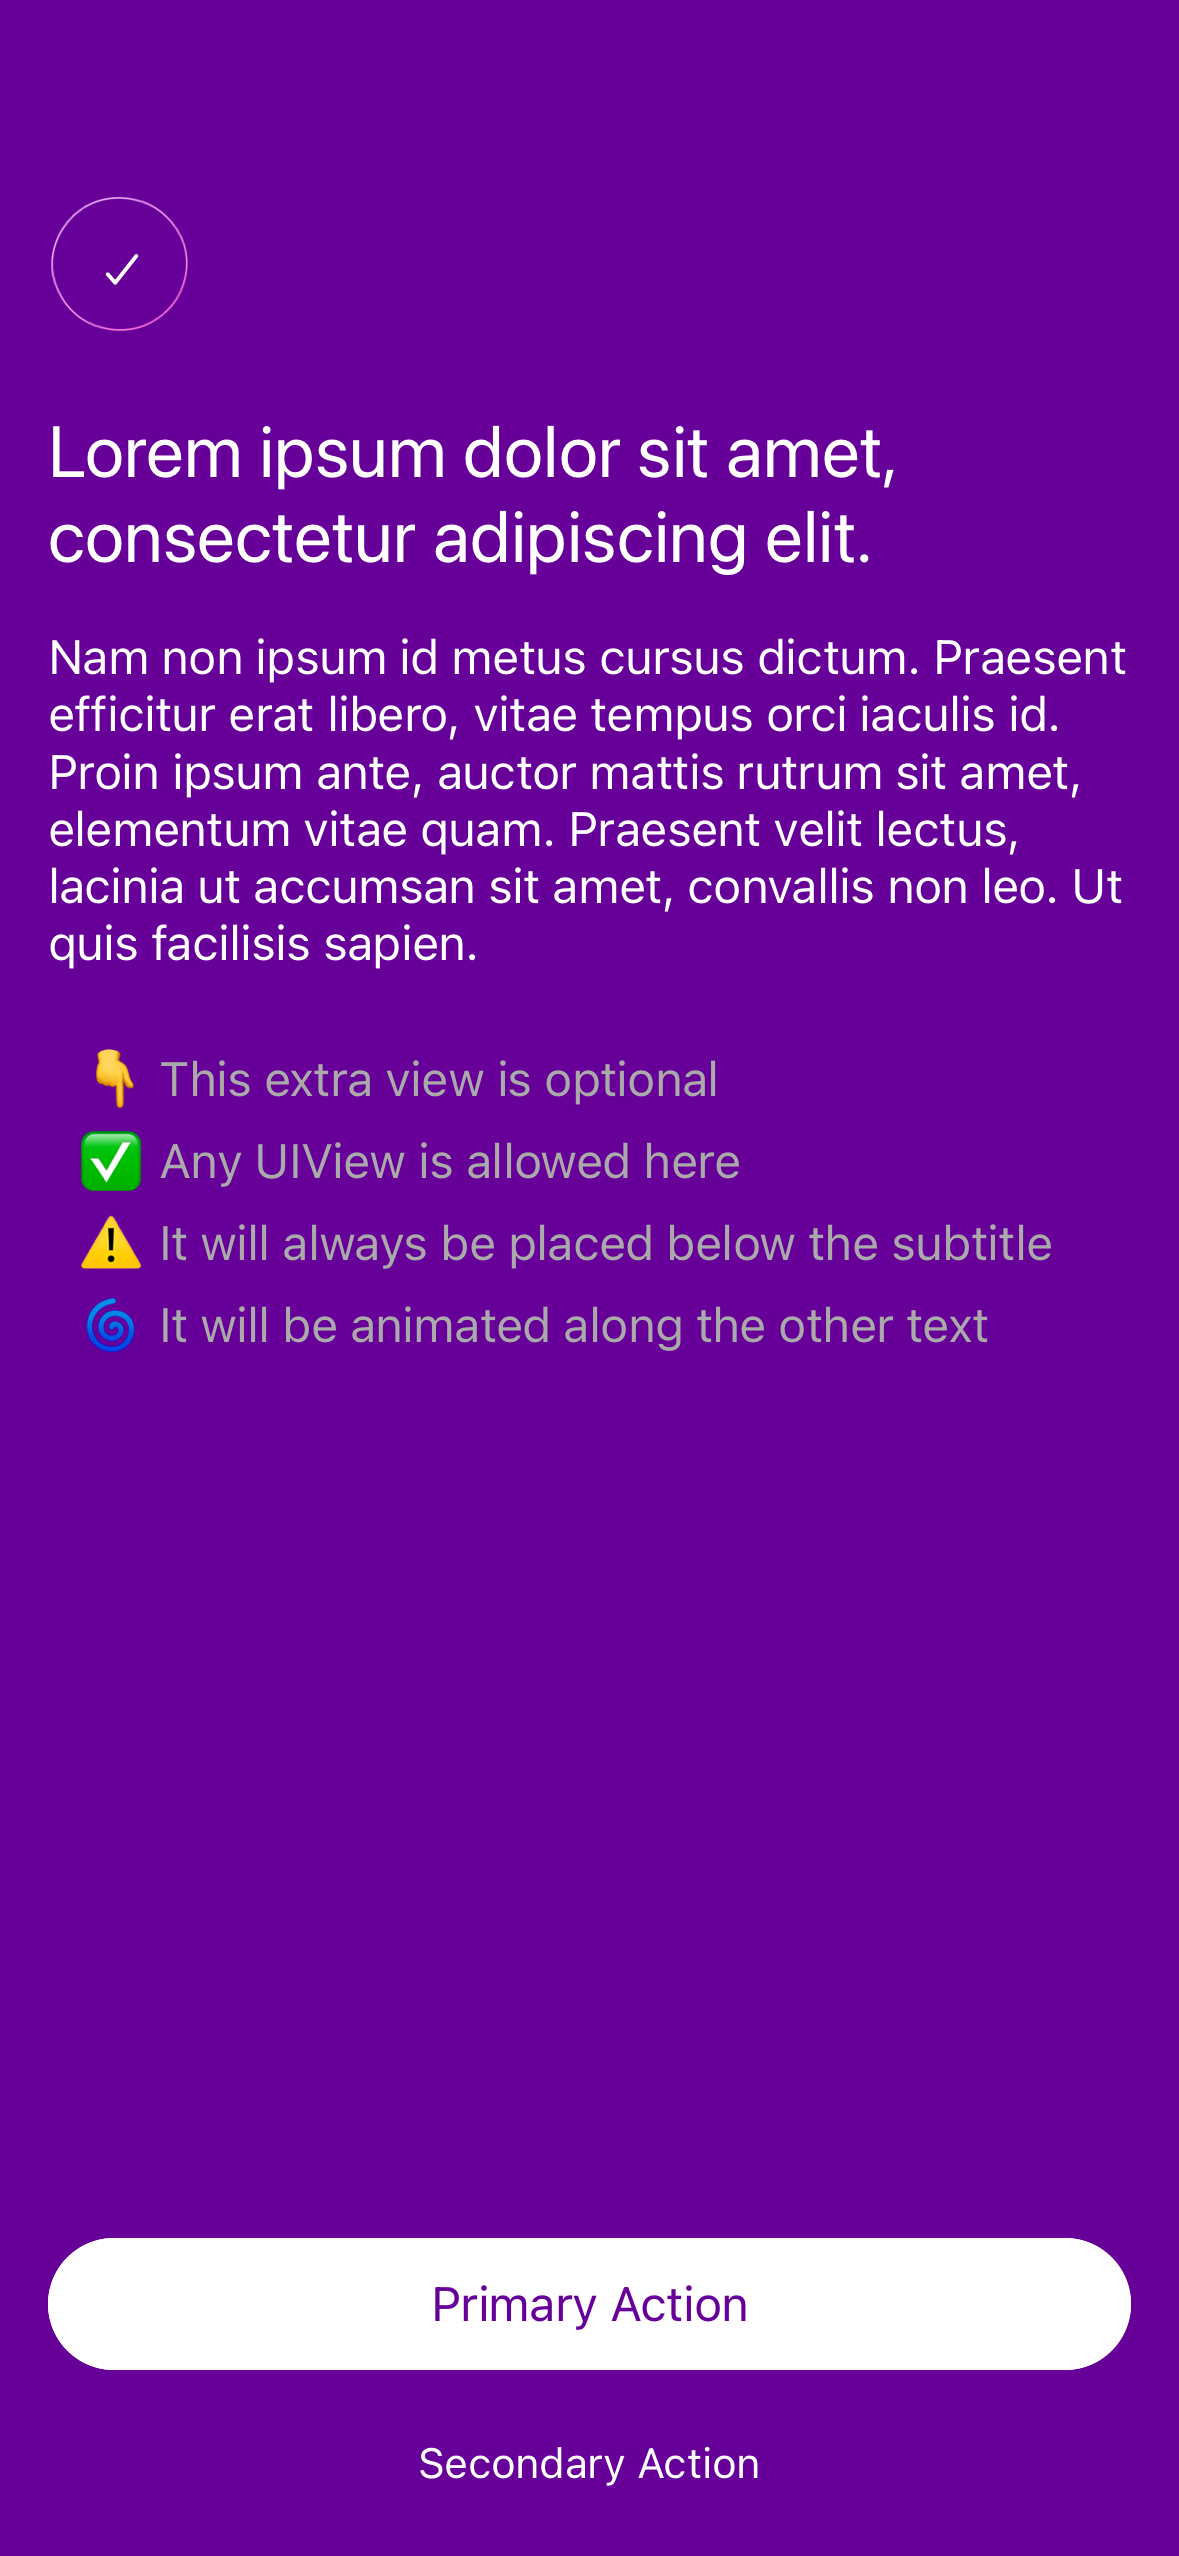 Lorem ipsum dolor sit amet,
consectetur adipiscing elit.
Nam non ipsum id metus cursus dictum. Praesent
efficitur erat libero, vitae tempus orci iaculis id.
Proin ipsum ante, auctor mattis rutrum sit amet,
elementum vitae quam. Praesent velit lectus,
lacinia ut accumsan sit amet, convallis non leo. Ut
quis facilisis sapien.
👇 This extra view is optional
✅ Any UIView is allowed here
⚠️ It will always be placed below the subtitle
🌀 It will be animated along the other text
Primary Action
Secondary Action